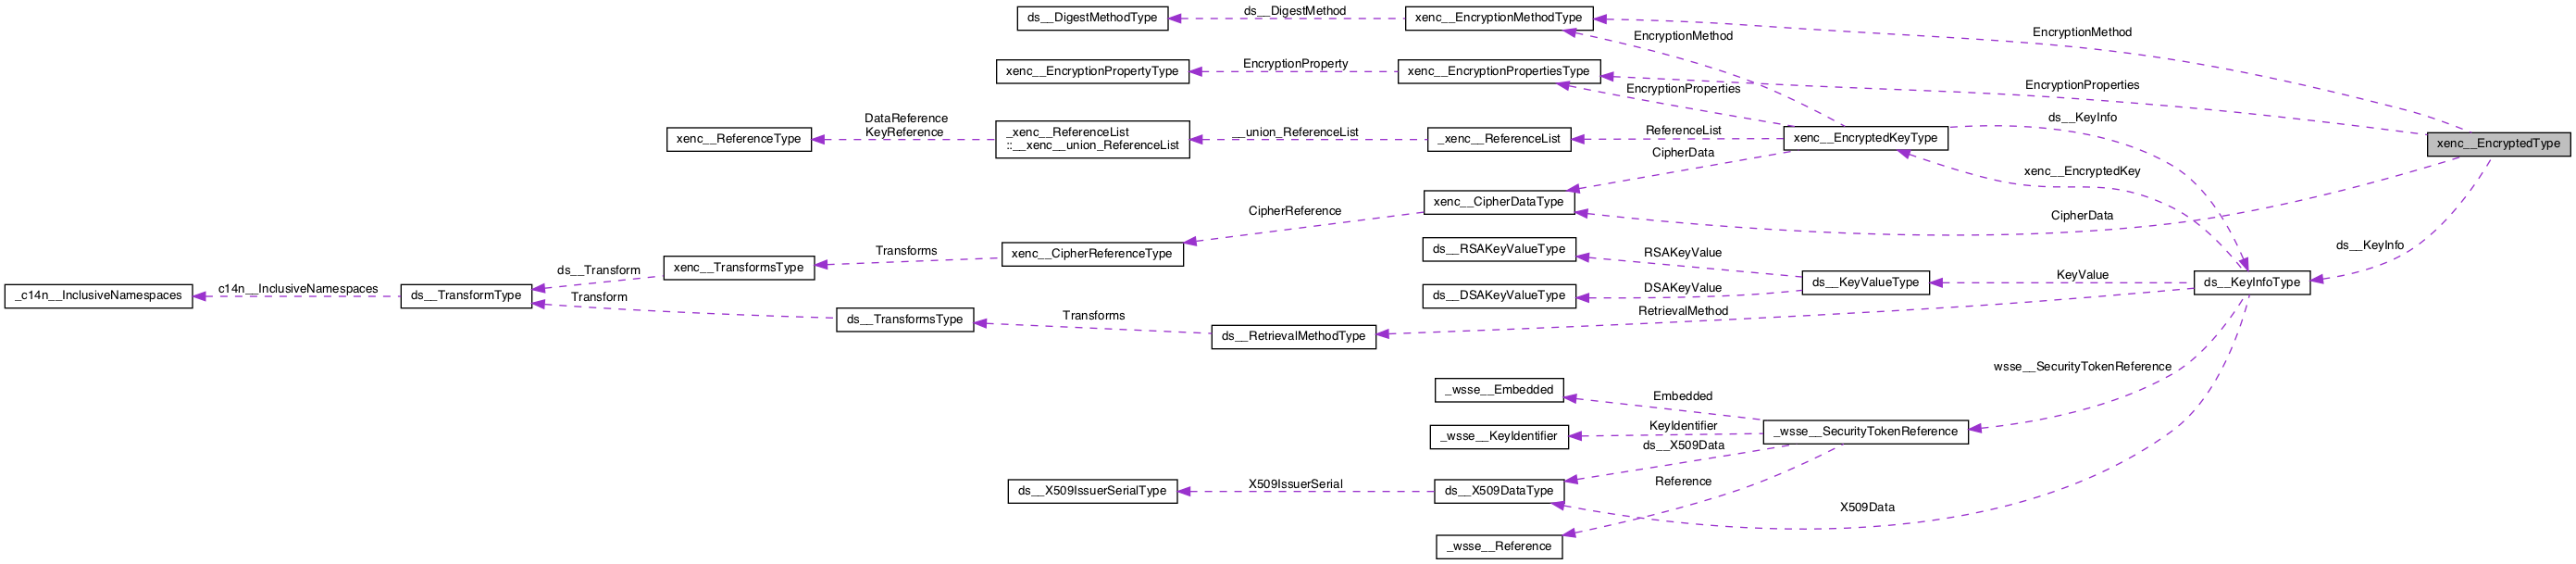 ds__DigestMethodType
ds__DigestMethod
xenc__EncryptionMethodType
EncryptionMethod
EncryptionMethod
xenc__EncryptionPropertyType
EncryptionProperty
xenc__EncryptionPropertiesType
EncryptionProperties
EncryptionProperties
xenc__ReferenceType
DataReference
KeyReference
_xenc__ReferenceList
::__xenc__union_ReferenceList
__union_ReferenceList
_xenc__ReferenceList
ReferenceList
xenc__EncryptedKeyType
ds__KeyInfo
xenc__EncryptedType
CipherData
xenc__EncryptedKey
xenc__CipherDataType
CipherReference
CipherData
ds__KeyInfo
xenc__CipherReferenceType
Transforms
xenc__TransformsType
ds__Transform
ds__RSAKeyValueType
RSAKeyValue
_c14n__InclusiveNamespaces
c14n__InclusiveNamespaces
ds__TransformType
Transform
ds__DSAKeyValueType
DSAKeyValue
ds__KeyValueType
KeyValue
ds__KeyInfoType
ds__TransformsType
Transforms
ds__RetrievalMethodType
RetrievalMethod
wsse__SecurityTokenReference
_wsse__Embedded
Embedded
_wsse__KeyIdentifier
KeyIdentifier
_wsse__SecurityTokenReference
ds__X509Data
ds__X509IssuerSerialType
X509IssuerSerial
ds__X509DataType
Reference
X509Data
_wsse__Reference